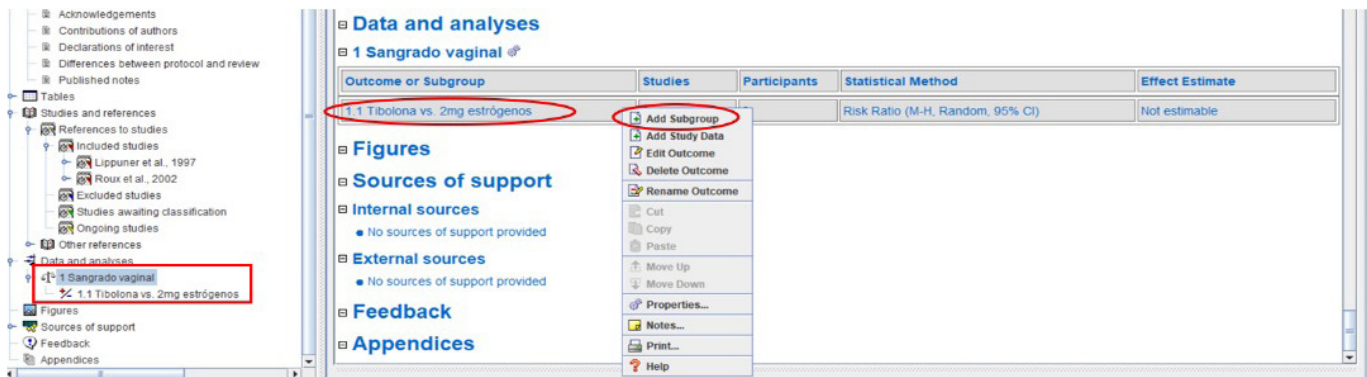 Acknowledgements
Contributions of authors
Declarations of interest
Differences between protocol and review
Published notes
Tables
Studies and references
References to studies
Included studies
Lippuner et al., 1997
Roux et al., 2002
Excluded studies
Studies awaiting classification
Ongoing studies
Other references
Data and analyses
1 Sangrado vaginal
1.1 Tibolona vs. 2mg estrógenos
Figures
Sources of support
Feedback
Appendices
Data and analyses
1 Sangrado vaginal
Outcome or Subgroup Studies Participants Statistical Method Effect Estimate
1.1 Tibolona vs. 2mg estrógenos Risk Ratio (M-H, Random, 95% CI) Not estimable
Figures
Sources of support
Internal sources
No sources of support provided
External sources
No sources of support provided
Feedback
Appendices
Add Subgroup
Add Study Data
Edit Outcome
Delete Outcome
Rename Outcome
Cut
Copy
Paste
Move Up
Move Down
Properties...
Notes...
Print...
Help